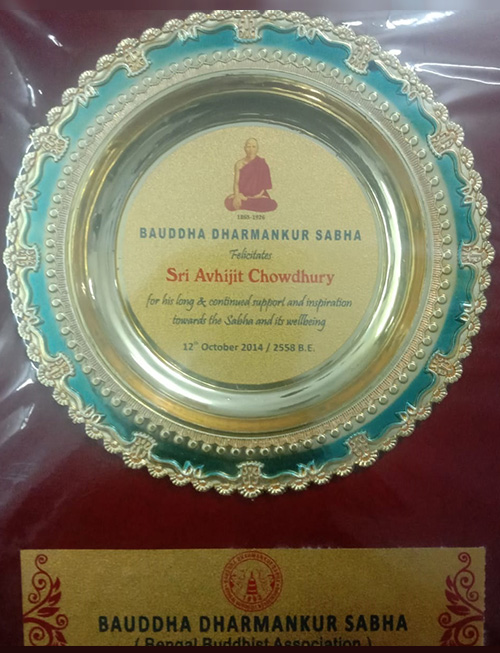 1865-1926
BAUDDHA DHARMANKUR SABHA
Felicitates
Sri Avhijit Chowdhury
for his long & continued support and inspiration
towards the Sabha and its wellbeing
12th October 2014 / 2558 B.E.
1892
BAUDDHA DHARMANKUR SABHA
( Bengal Buddhist Association )